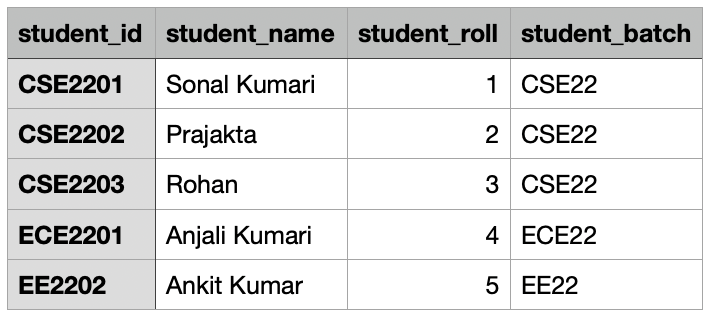 student_id student_name student_roll student_batch
CSE2201 Sonal Kumari 1 CSE22
CSE2202 Prajakta 2 CSE22
CSE2203 Rohan 3 CSE22
ECE2201 Anjali Kumari 4 ECE22
EE2202 Ankit Kumar 5 EE22